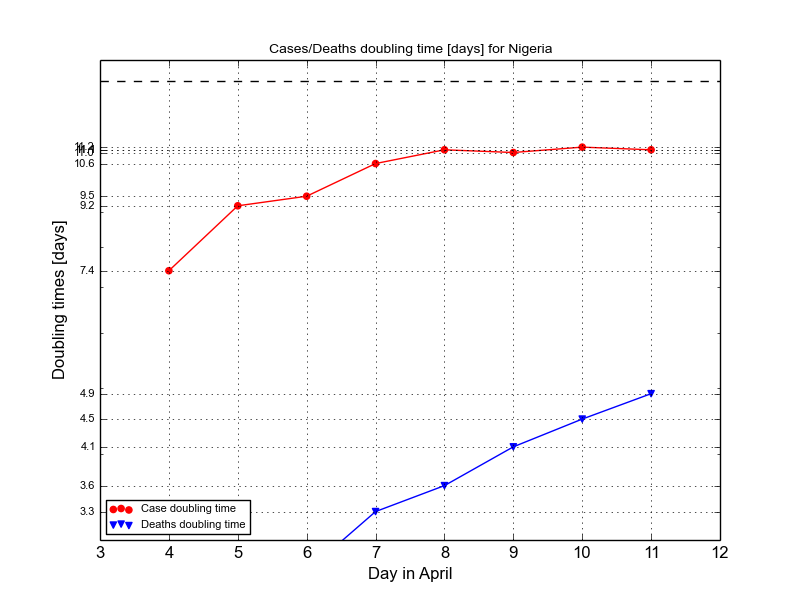 Cases/Deaths doubling time [days] for Nigeria
10.6
9.5
9.2
7.4
4.9
4.5
4.1
3.6
3.3
Doubling times [days]
Case doubling time
Deaths doubling time
3 4 5 6 7 8 9 10 11 12
Day in April